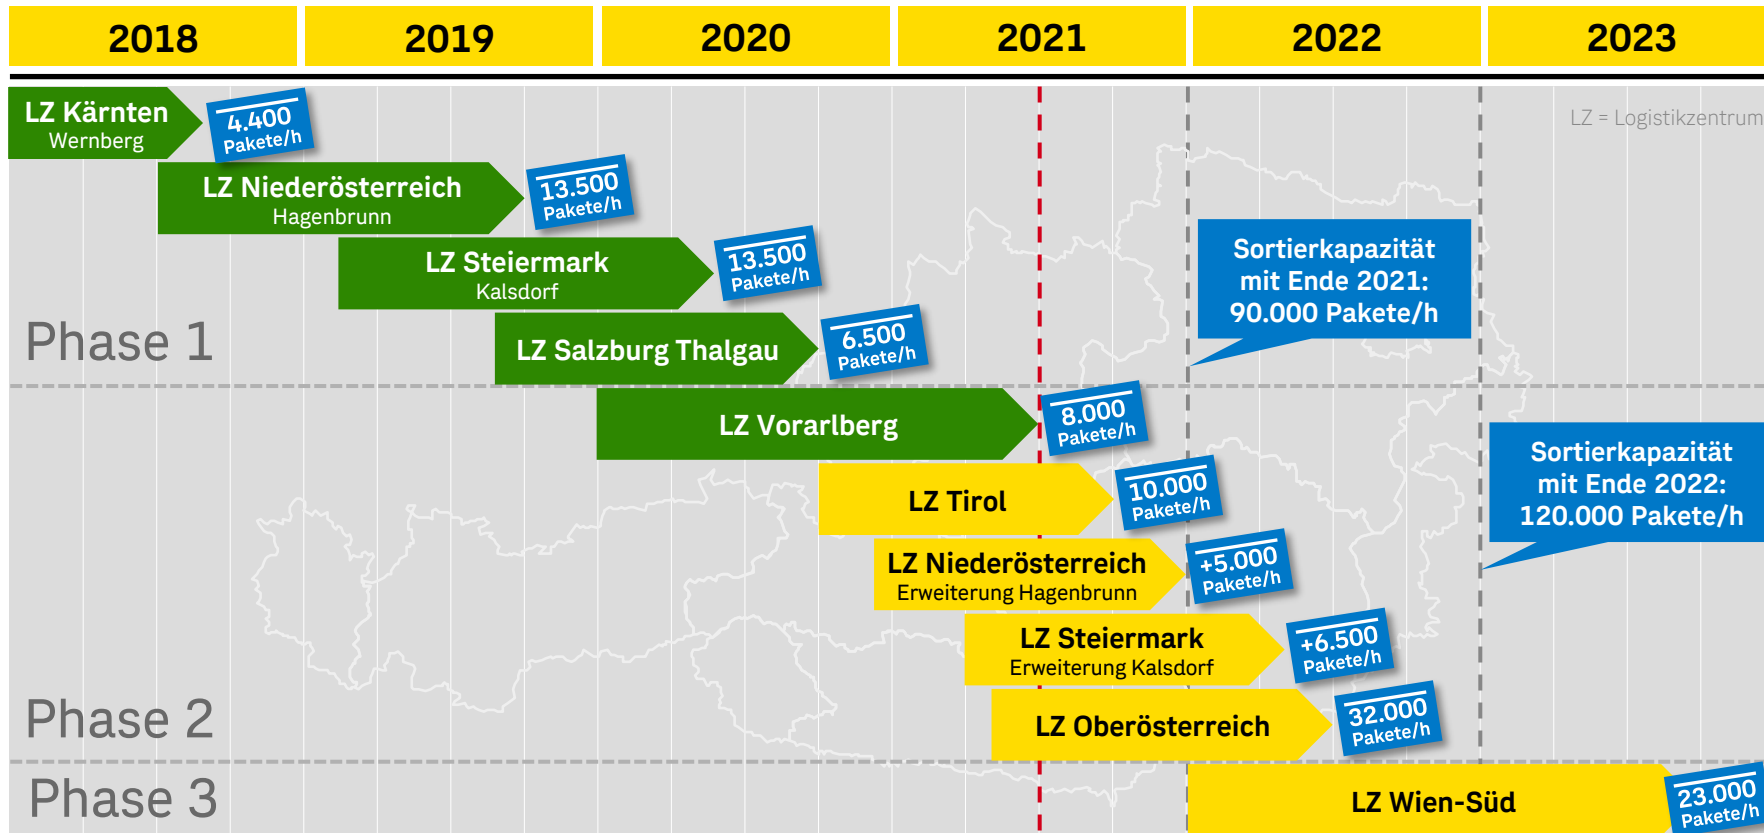 2018
2019
2020
2021
2022
2023
LZ = Logistikzentrum
LZ Kärnten
Wernberg
4.400
Pakete/h
LZ Niederösterreich
Hagenbrunn
13.500
Pakete/h
LZ Steiermark
Kalsdorf
13.500
Pakete/h
Sortierkapazität
mit Ende 2021:
90.000 Pakete/h
Phase 1
LZ Salzburg Thalgau
6.500
Pakete/h
LZ Vorarlberg
8.000
Pakete/h
Sortierkapazität
mit Ende 2022:
120.000 Pakete/h
LZ Tirol
10.000
Pakete/h
LZ Niederösterreich
Erweiterung Hagenbrunn
+5.000
Pakete/h
LZ Steiermark
Erweiterung Kalsdorf
+6.500
Pakete/h
Phase 2
LZ Oberösterreich
32.000
Pakete/h
Phase 3
LZ Wien-Süd
23.000
Pakete/h